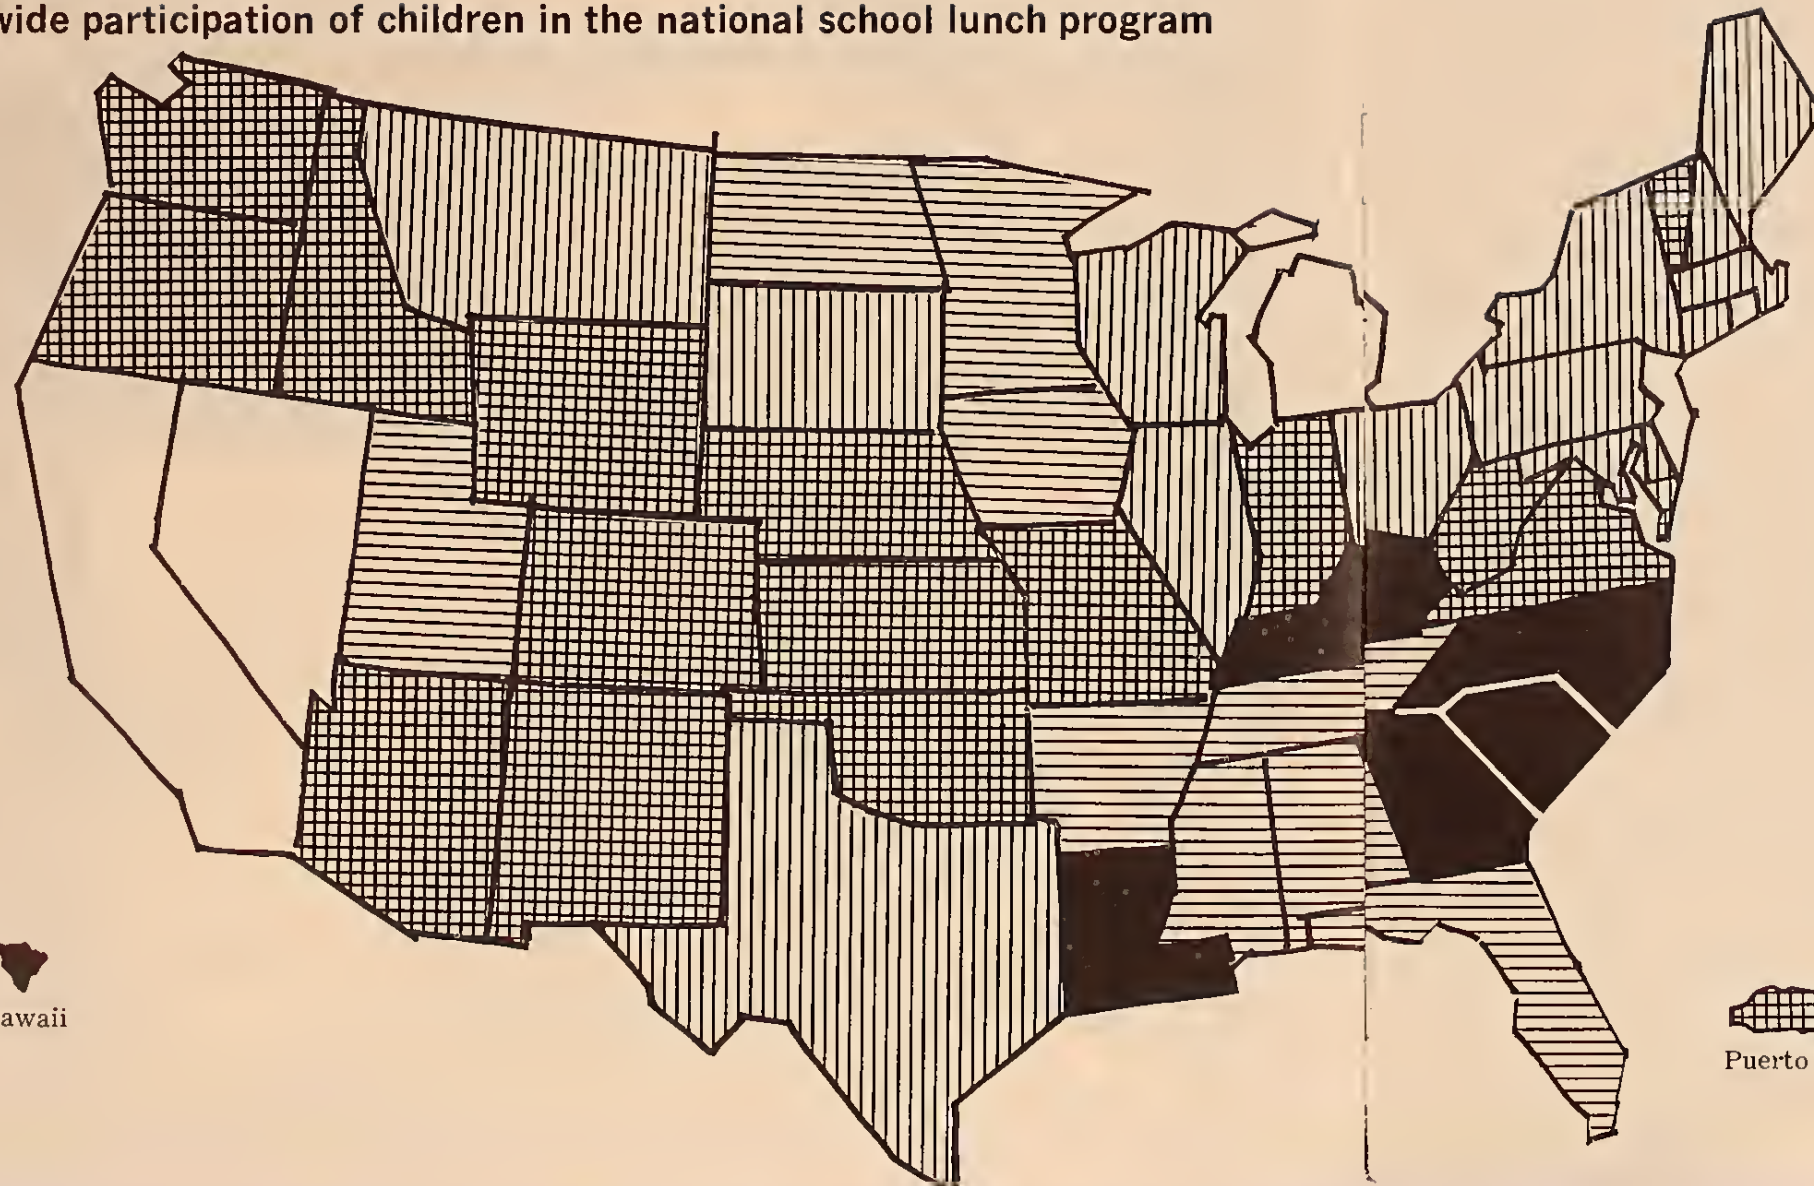 wide participation of children in the national school lunch program
awaii
Puerto